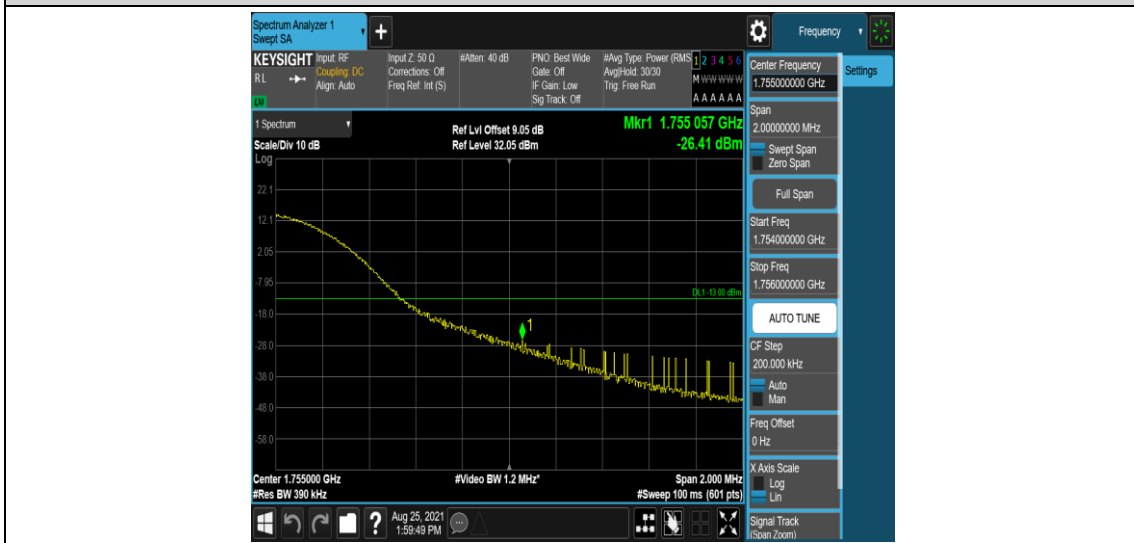 Spectrum Analyzer 1
Swept SA
+
Frequency
KEYSIGHT
RL
LXI
Input: RF
Coupling: DC
Align: Auto
Input Z: 50 Ω
Corrections: Off
Freq Ref: Int (S)
#Atten: 40 dB
PNO: Best Wide
Gate: Off
IF Gain: Low
Sig Track: Off
#Avg Type: Power (RMS
Avg|Hold: 30/30
Trig: Free Run
1 2 3 4 5 6
M W W W W W
A A A A A A
1 Spectrum
Scale/Div 10 dB
Ref Lvl Offset 9.05 dB
Ref Level 32.05 dBm
Mkr1 1.755 057 GHz
-26.41 dBm
Log
22.1
12.1
2.05
-7.95
-18.0
-28.0
-38.0
-48.0
-58.0
DL1 -13.00 dBm
1
Center 1.755000 GHz
#Res BW 390 kHz
#Video BW 1.2 MHz*
Span 2.000 MHz
#Sweep 100 ms (601 pts)
Center Frequency
1.755000000 GHz
Settings
Span
2.00000000 MHz
Swept Span
Zero Span
Full Span
Start Freq
1.754000000 GHz
Stop Freq
1.756000000 GHz
AUTO TUNE
CF Step
200.000 kHz
Auto
Man
Freq Offset
0 Hz
X Axis Scale
Log
Lin
Signal Track
(Span Zoom)
?
Aug 25, 2021
1:59:49 PM